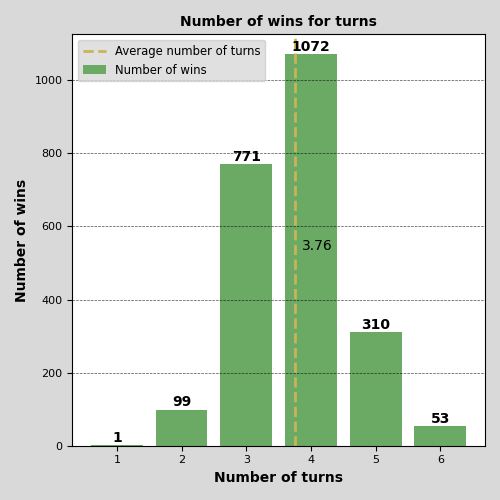 Number of wins for turns
Average number of turns
Number of wins
1072
1000
771
800
Number of wins
600
3.76
400
310
200
99
53
1
0
1 2 3 4 5 6
Number of turns